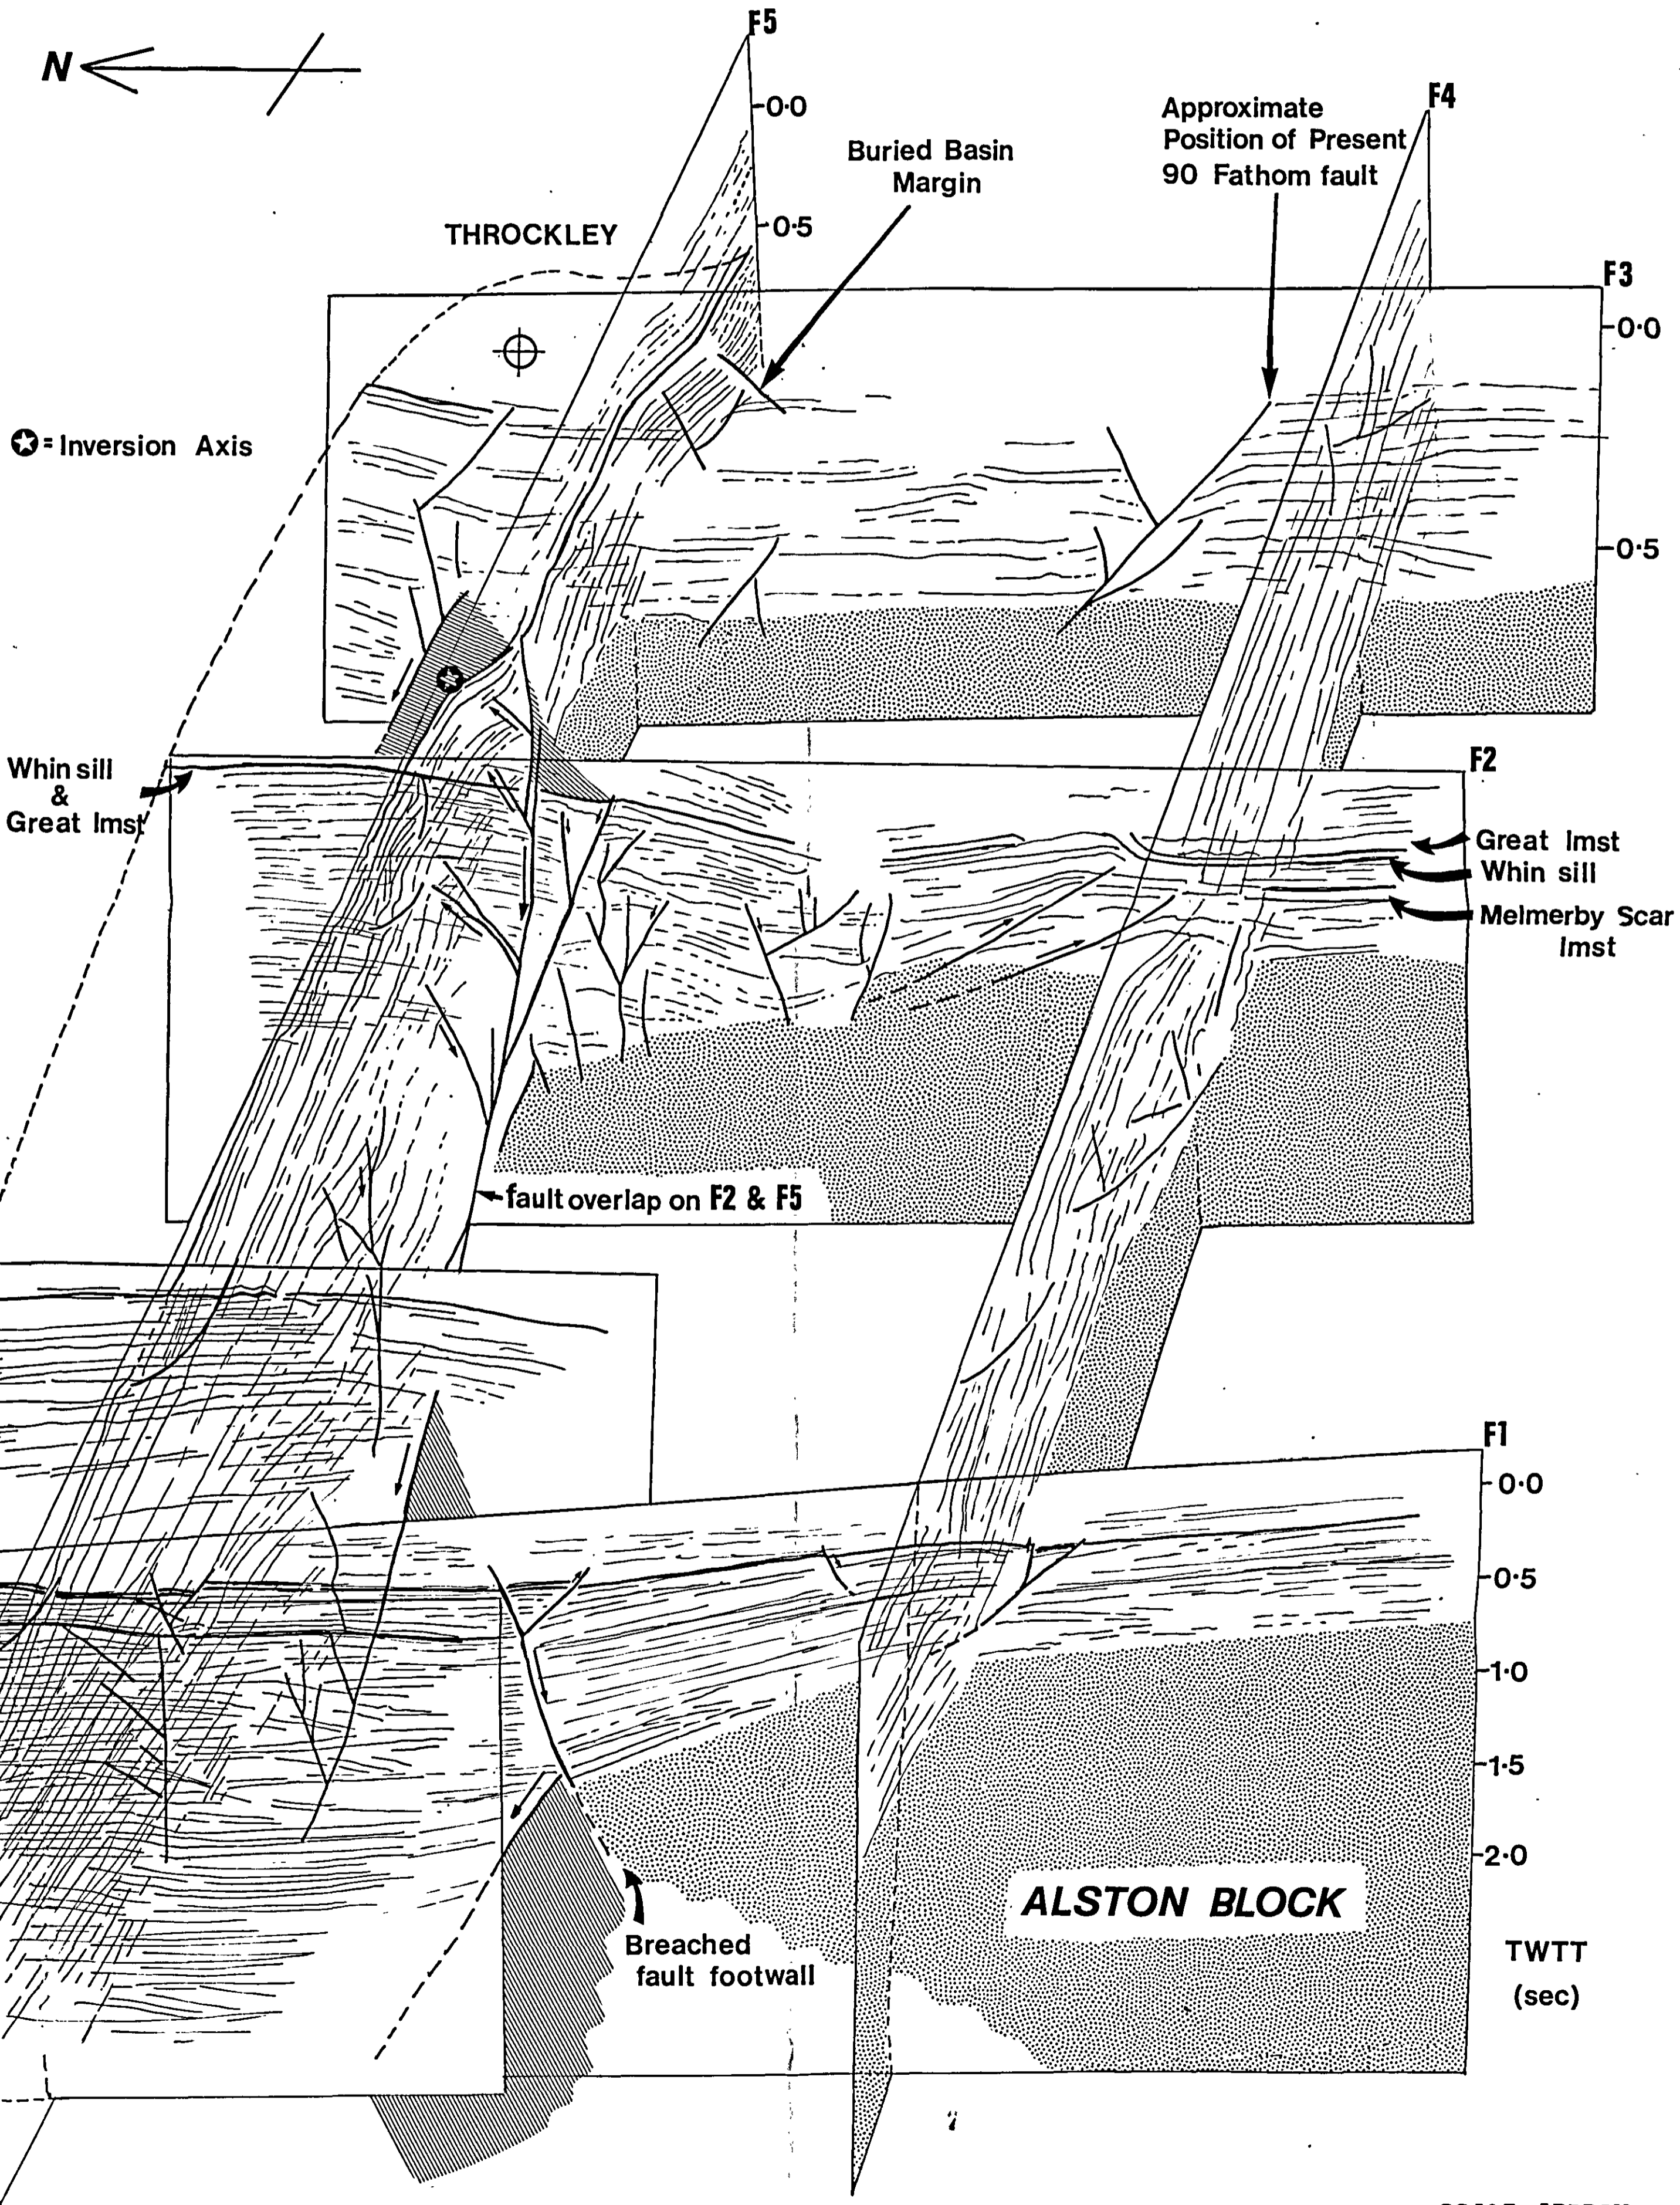 F5
N
0·0
Approximate
Position of Present
90 Fathom fault
F4
Buried Basin
Margin
0·5
THROCKLEY
F3
0·0
= Inversion Axis
0·5
Whin sill
&
Great lmst
F2
Great lmst
Whin sill
Melmerby Scar
lmst
fault overlap on F2 & F5
F1
0·0
0·5
1·0
1·5
2·0
ALSTON BLOCK
Breached
fault footwall
TWTT
(sec)